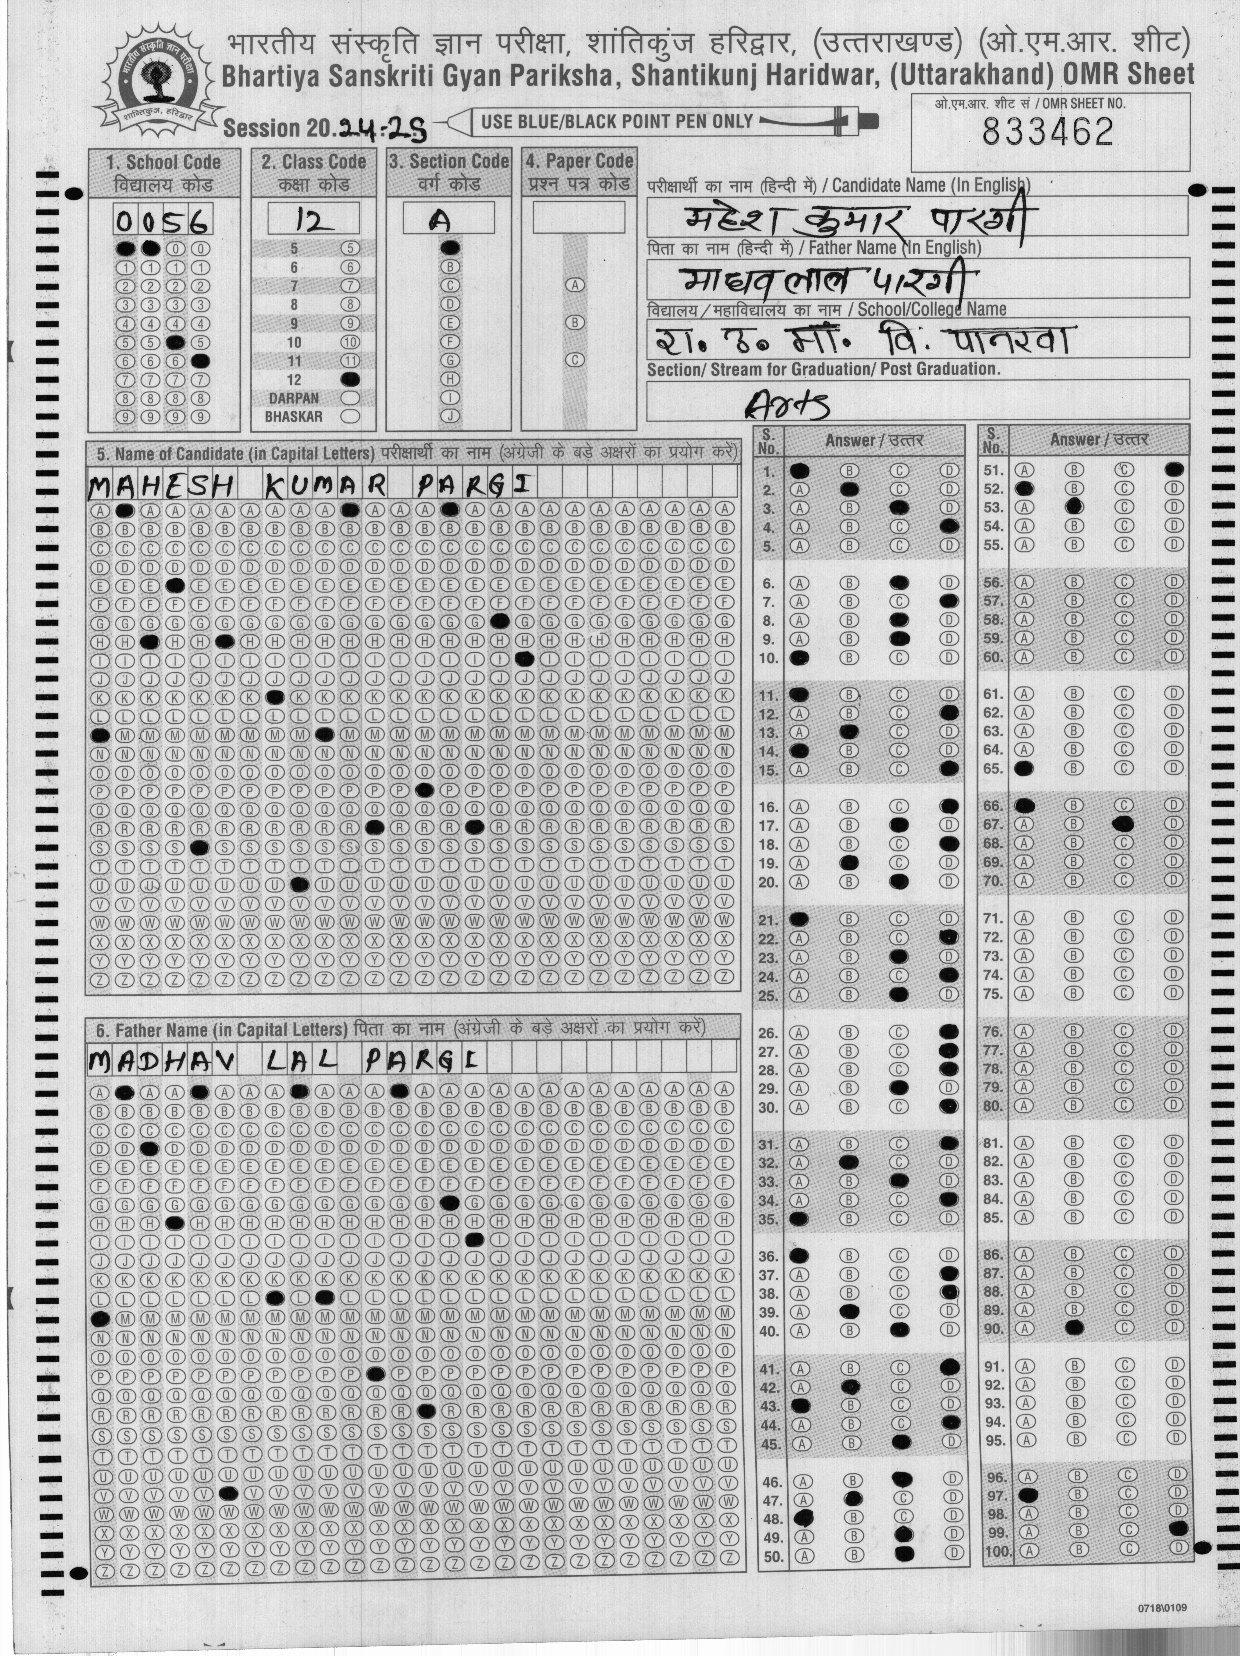 भारतीय संस्कृति ज्ञान परीक्षा, शांतिकुंज हरिद्वार, (उत्तराखण्ड) (ओ.एम.आर. शीट)
Bhartiya Sanskriti Gyan Pariksha, Shantikunj Haridwar, (Uttarakhand) OMR Sheet
Session 20.24-25
USE BLUE/BLACK POINT PEN ONLY
ओ.एम.आर. शीट सं / OMR SHEET NO.
833462
1. School Code
विद्यालय कोड
0056
2. Class Code
कक्षा कोड
12
5
6
7
8
9
10
11
12
DARPAN
BHASKAR
3. Section Code
वर्ग कोड
A
4. Paper Code
प्रश्न पत्र कोड
A
B
C
परीक्षार्थी का नाम (हिन्दी में) / Candidate Name (In English)
महेश कुमार पारगी
पिता का नाम (हिन्दी में) / Father Name (In English)
माधवलाल पारगी
विद्यालय / महाविद्यालय का नाम / School/College Name
रा. उ. मां. वि. पानरवा
Section/ Stream for Graduation/ Post Graduation.
Arts
5. Name of Candidate (in Capital Letters) परीक्षार्थी का नाम (अंग्रेजी के बड़े अक्षरों का प्रयोग करें)
MAHESH KUMAR PARGI
6. Father Name (in Capital Letters) पिता का नाम (अंग्रेजी के बड़े अक्षरों का प्रयोग करें)
MADHAV LAL PARGI
S. No. Answer / उत्तर
S. No. Answer / उत्तर
0718\0109